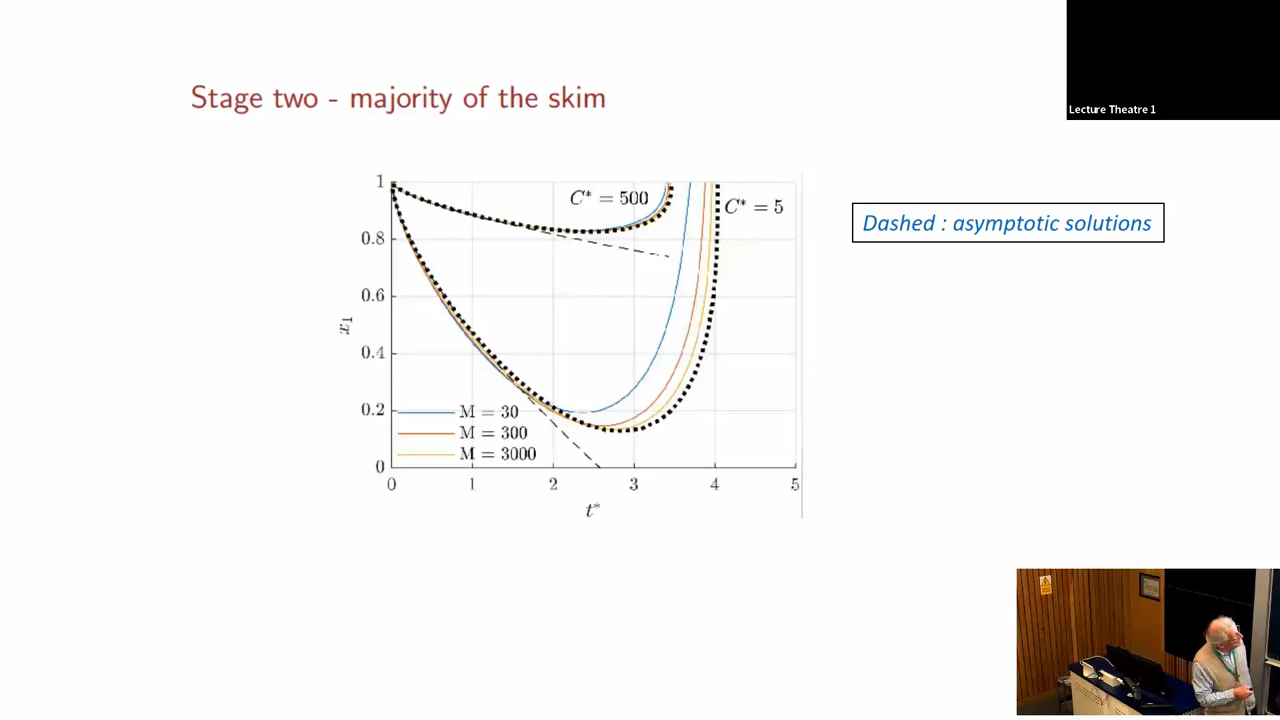 Lecture Theatre 1
Stage two - majority of the skim
1
0.8
0.6
0.4
0.2
0
x₁
C* = 500
C* = 5
M = 30
M = 300
M = 3000
0 1 2 3 4 5
t*
Dashed : asymptotic solutions